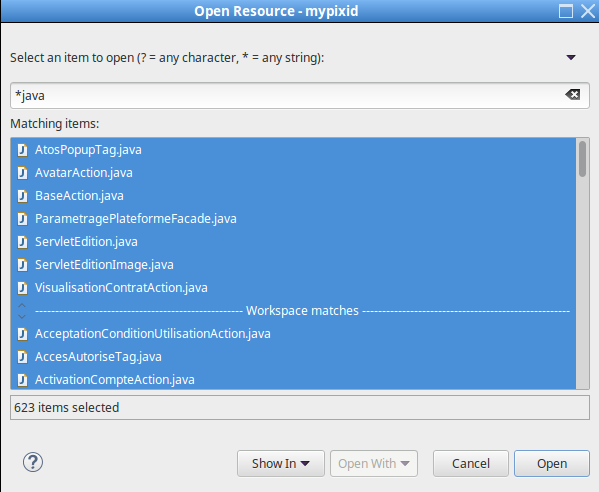 Open Resource - mypixid
Select an item to open (? = any character, * = any string):
*java
Matching items:
AtosPopupTag.java
AvatarAction.java
BaseAction.java
ParametragePlateformeFacade.java
ServletEdition.java
ServletEditionImage.java
VisualisationContratAction.java
---------------------------------------------------- Workspace matches ----------------------------------------------------
AcceptationConditionUtilisationAction.java
AccesAutoriseTag.java
ActivationCompteAction.java
623 items selected
? Show In Open With Cancel Open